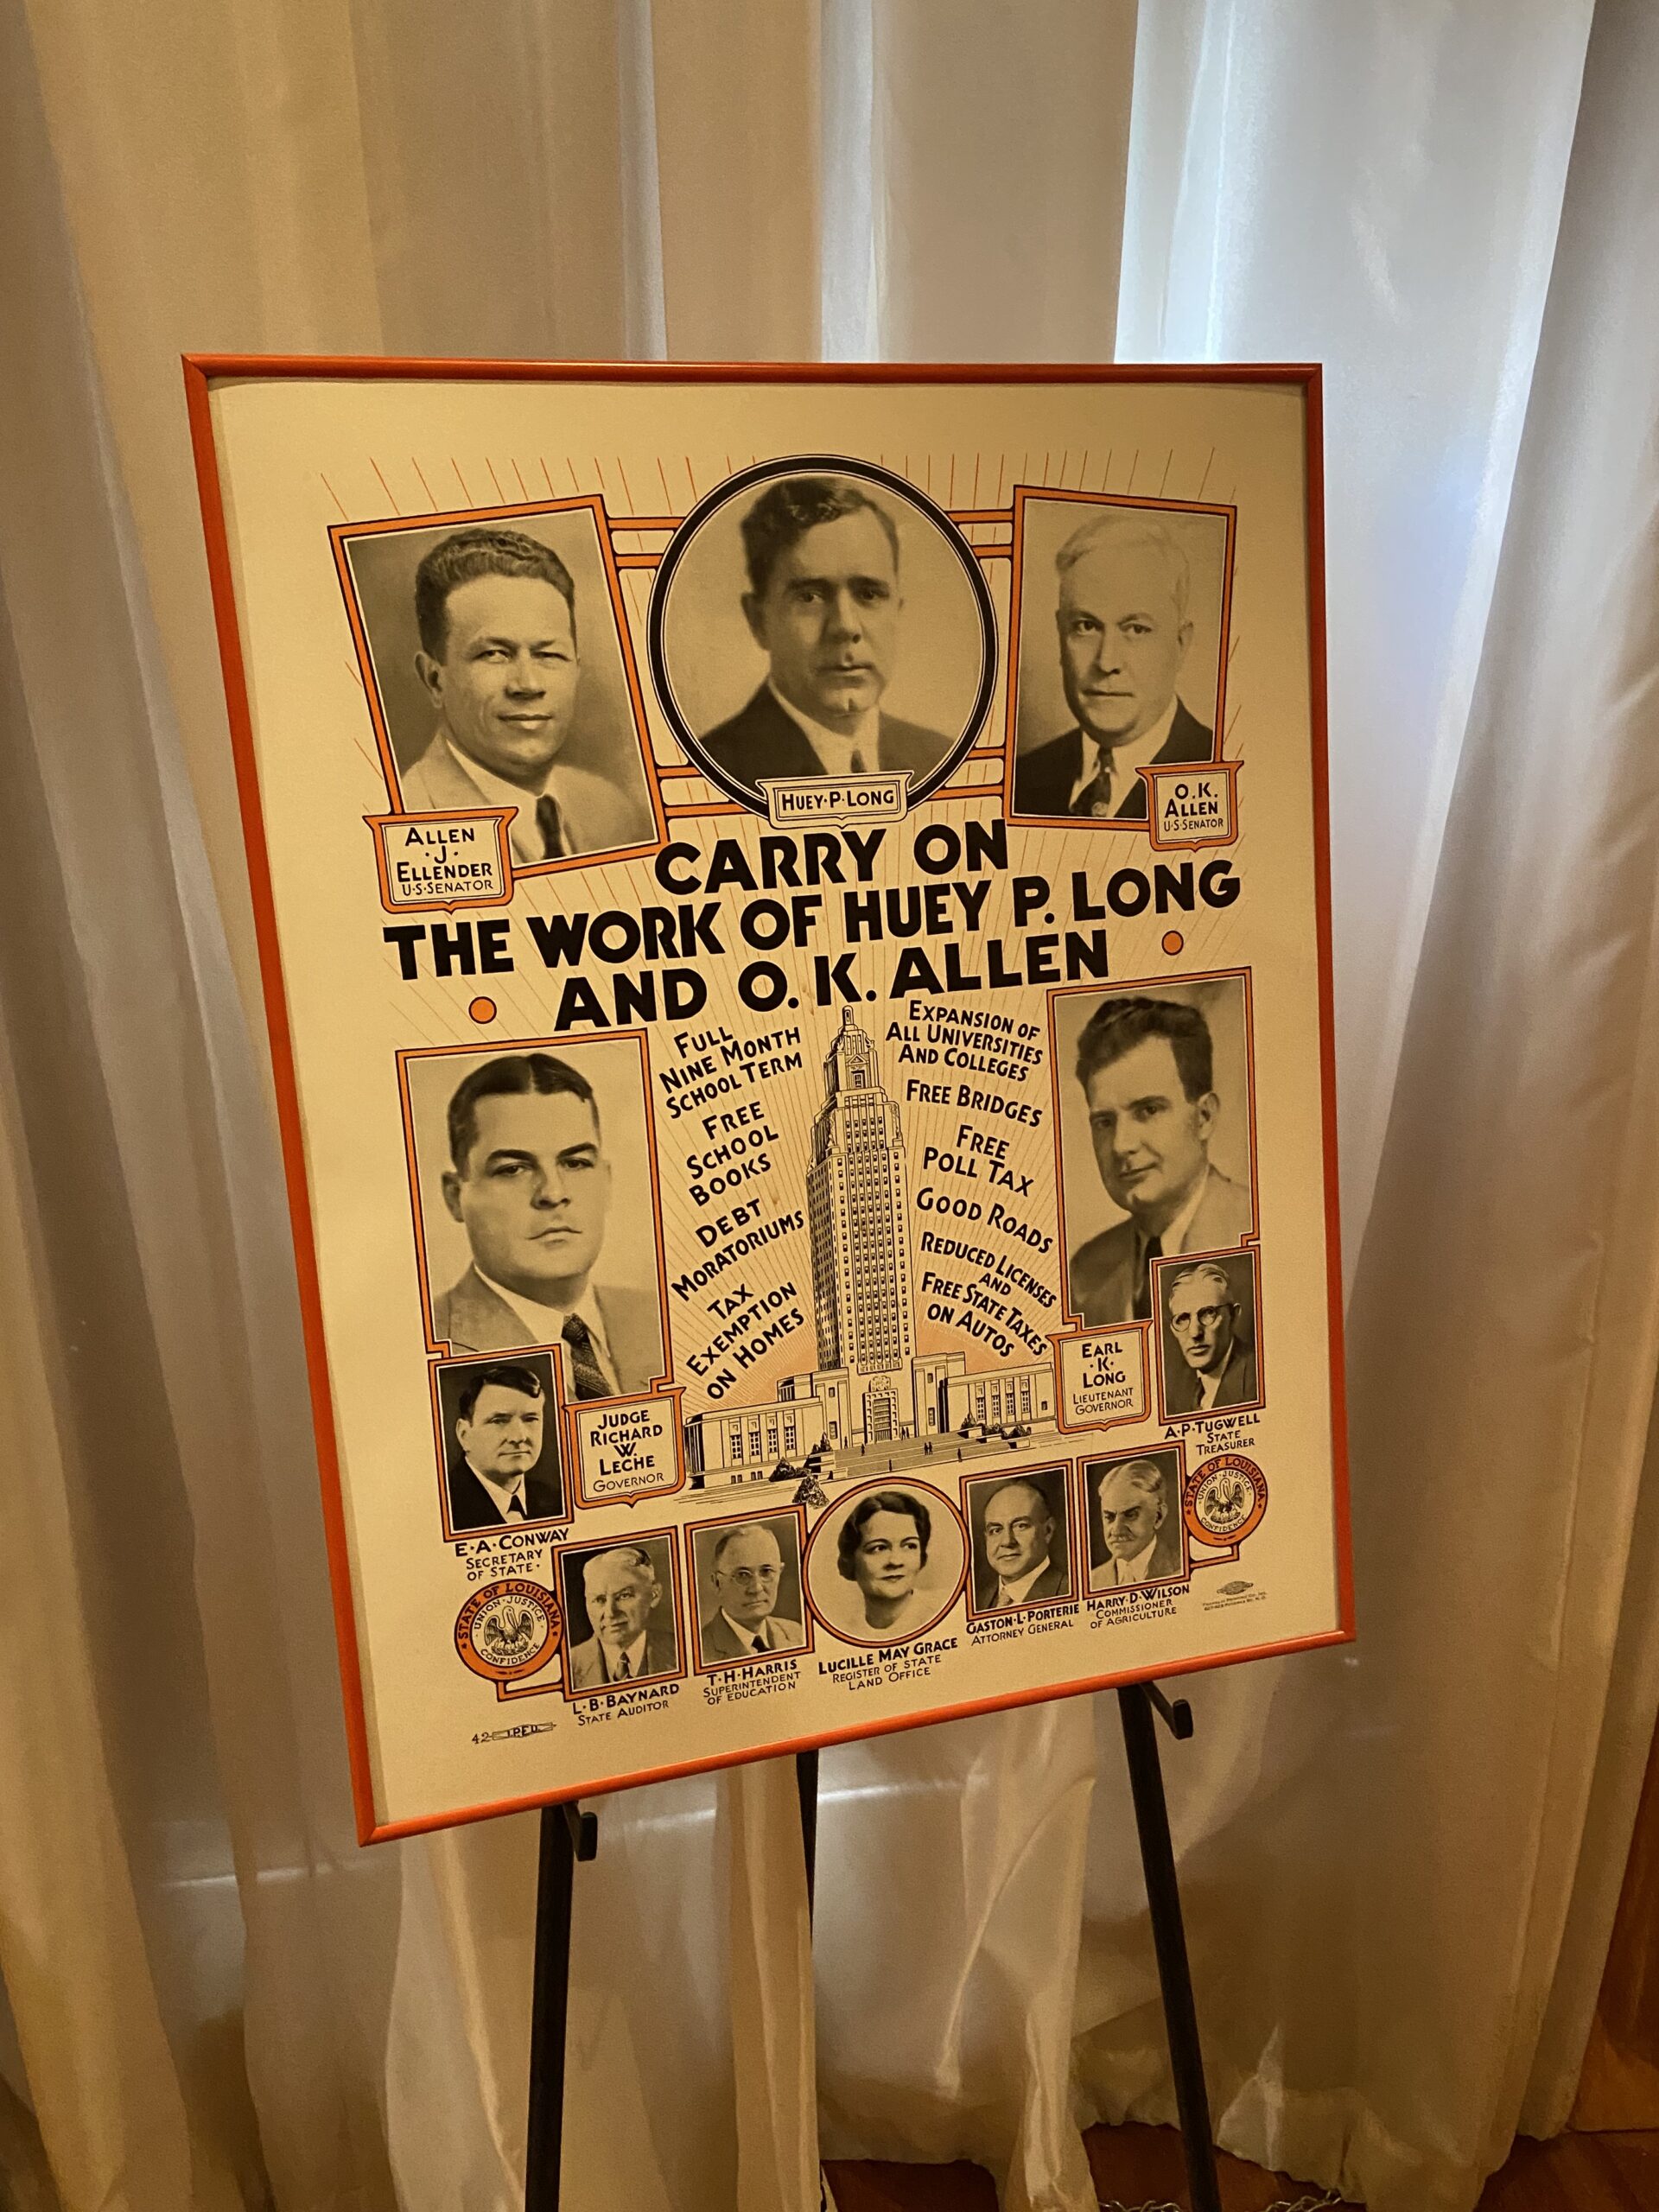 HUEY·P·LONG
ALLEN
·J·
ELLENDER
U·S·SENATOR
O.K.
ALLEN
U·S·SENATOR
CARRY ON
THE WORK OF HUEY P. LONG
AND O.K. ALLEN
FULL
NINE MONTH
SCHOOL TERM
FREE
SCHOOL
BOOKS
DEBT
MORATORIUMS
TAX
EXEMPTION
ON HOMES
EXPANSION OF
ALL UNIVERSITIES
AND COLLEGES
FREE BRIDGES
FREE
POLL TAX
GOOD ROADS
REDUCED LICENSES
AND
FREE STATE TAXES
ON AUTOS
JUDGE
RICHARD
W.
LECHE
GOVERNOR
EARL
·K·
LONG
LIEUTENANT
GOVERNOR
A·P·TUGWELL
STATE
TREASURER
E·A·CONWAY
SECRETARY
OF STATE·
STATE OF LOUISIANA
UNION·JUSTICE
CONFIDENCE
L·B·BAYNARD
STATE AUDITOR
T·H·HARRIS
SUPERINTENDENT
OF EDUCATION
LUCILLE MAY GRACE
REGISTER OF STATE
LAND OFFICE
GASTON·L·PORTERIE
ATTORNEY GENERAL
HARRY·D·WILSON
COMMISSIONER
OF AGRICULTURE
STATE OF LOUISIANA
UNION·JUSTICE
CONFIDENCE
42